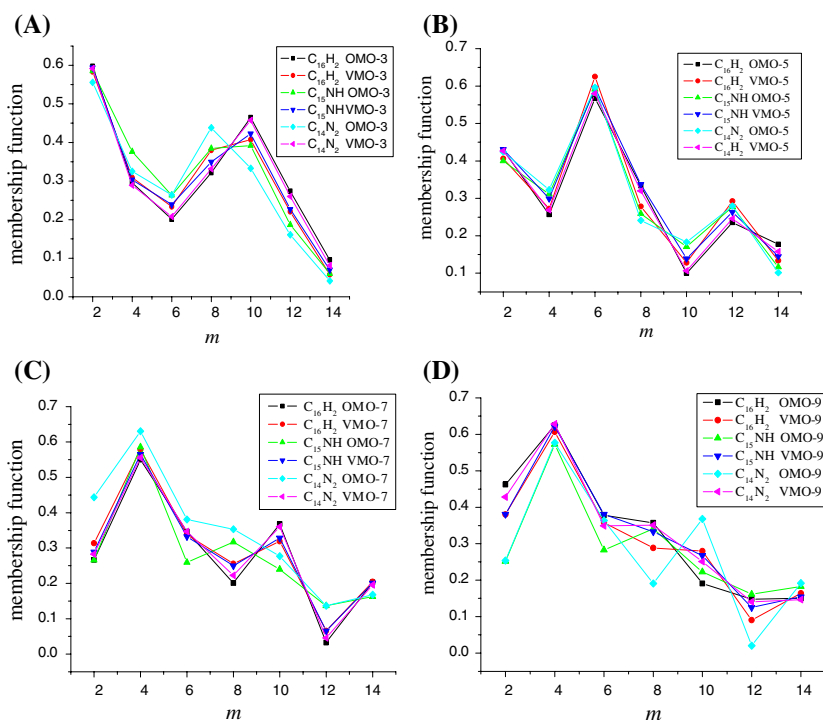 (A)
membership function
0.6
0.5
0.4
0.3
0.2
0.1
0.0
2 4 6 8 10 12 14
m
C16H2 OMO-3
C16H2 VMO-3
C15NH OMO-3
C15NH VMO-3
C14N2 OMO-3
C14N2 VMO-3
(B)
membership function
0.7
0.6
0.5
0.4
0.3
0.2
0.1
2 4 6 8 10 12 14
m
C16H2 OMO-5
C16H2 VMO-5
C15NH OMO-5
C15NH VMO-5
C14N2 OMO-5
C14H2 VMO-5
(C)
membership function
0.7
0.6
0.5
0.4
0.3
0.2
0.1
0.0
2 4 6 8 10 12 14
m
C16H2 OMO-7
C16H2 VMO-7
C15NH OMO-7
C15NH VMO-7
C14N2 OMO-7
C14N2 VMO-7
(D)
membership function
0.7
0.6
0.5
0.4
0.3
0.2
0.1
0.0
2 4 6 8 10 12 14
m
C16H2 OMO-9
C16H2 VMO-9
C15NH OMO-9
C15NH VMO-9
C14N2 OMO-9
C14N2 VMO-9